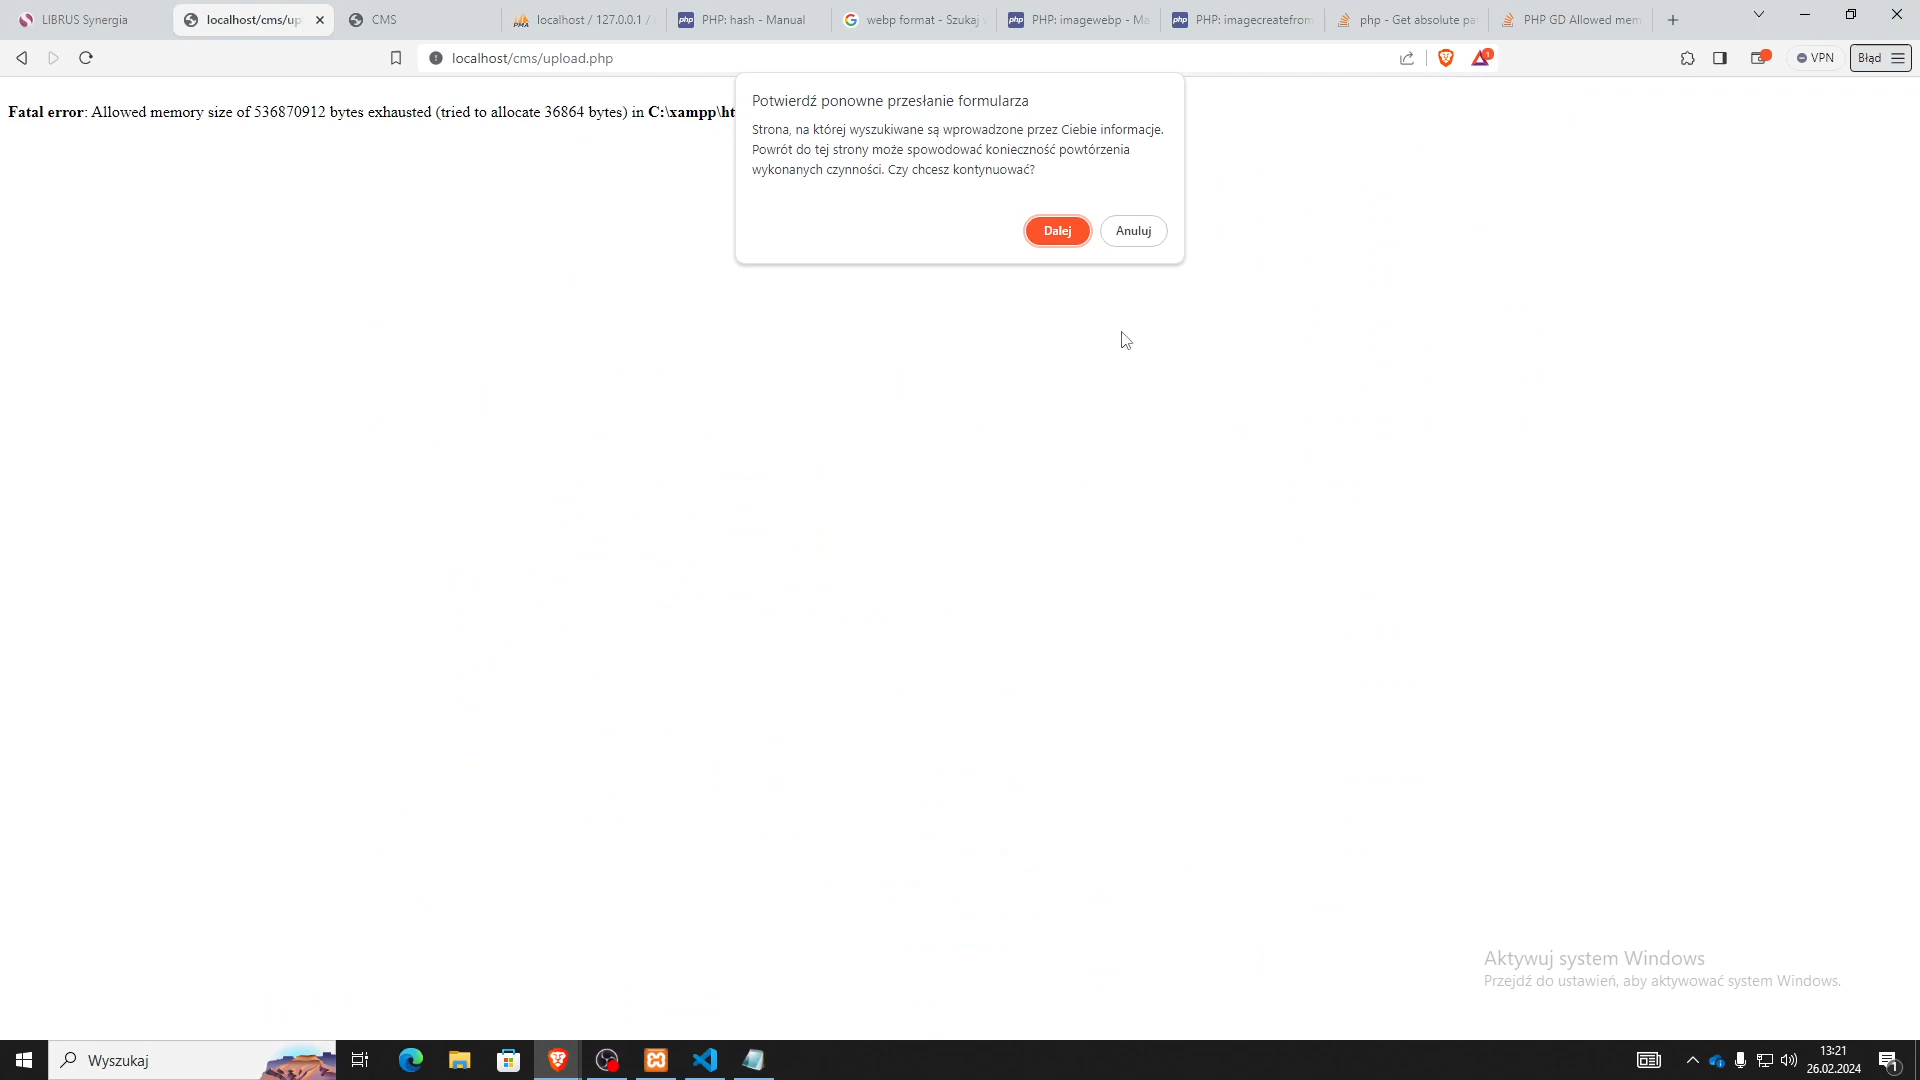 LIBRUS Synergia
localhost/cms/up
CMS
localhost / 127.0.0.1 /
PHP: hash - Manual
webp format - Szukaj
PHP: imagewebp - Ma
PHP: imagecreatefrom
php - Get absolute pa
PHP GD Allowed mem
localhost/cms/upload.php
1
VPN
Błąd
Fatal error: Allowed memory size of 536870912 bytes exhausted (tried to allocate 36864 bytes) in C:\xampp\ht
Potwierdź ponowne przesłanie formularza
Strona, na której wyszukiwane są wprowadzone przez Ciebie informacje.
Powrót do tej strony może spowodować konieczność powtórzenia
wykonanych czynności. Czy chcesz kontynuować?
Dalej
Anuluj
Aktywuj system Windows
Przejdź do ustawień, aby aktywować system Windows.
Wyszukaj
13:21
26.02.2024
1